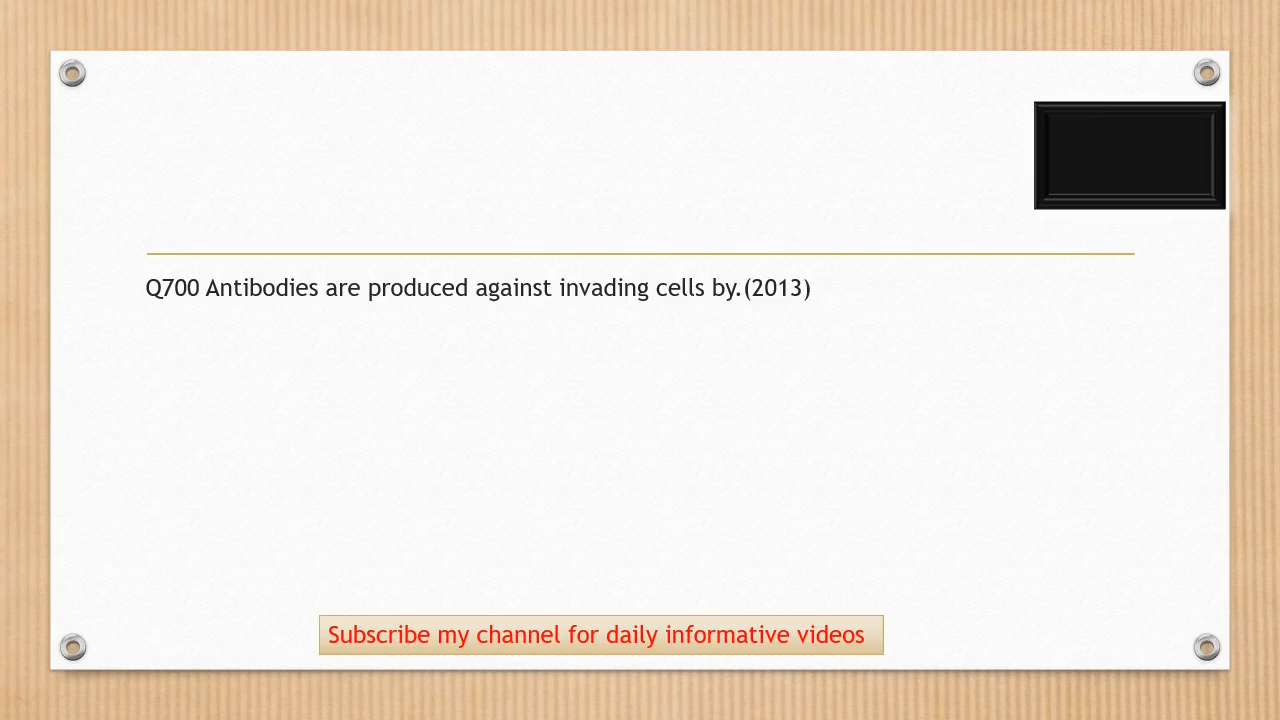 Q700 Antibodies are produced against invading cells by.(2013)
Subscribe my channel for daily informative videos